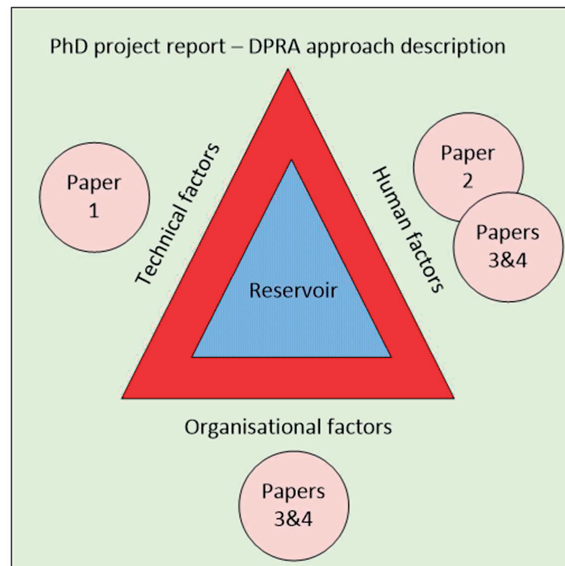 PhD project report – DPRA approach description
Paper
1
Technical factors
Human factors
Paper
2
Papers
3&4
Reservoir
Organisational factors
Papers
3&4